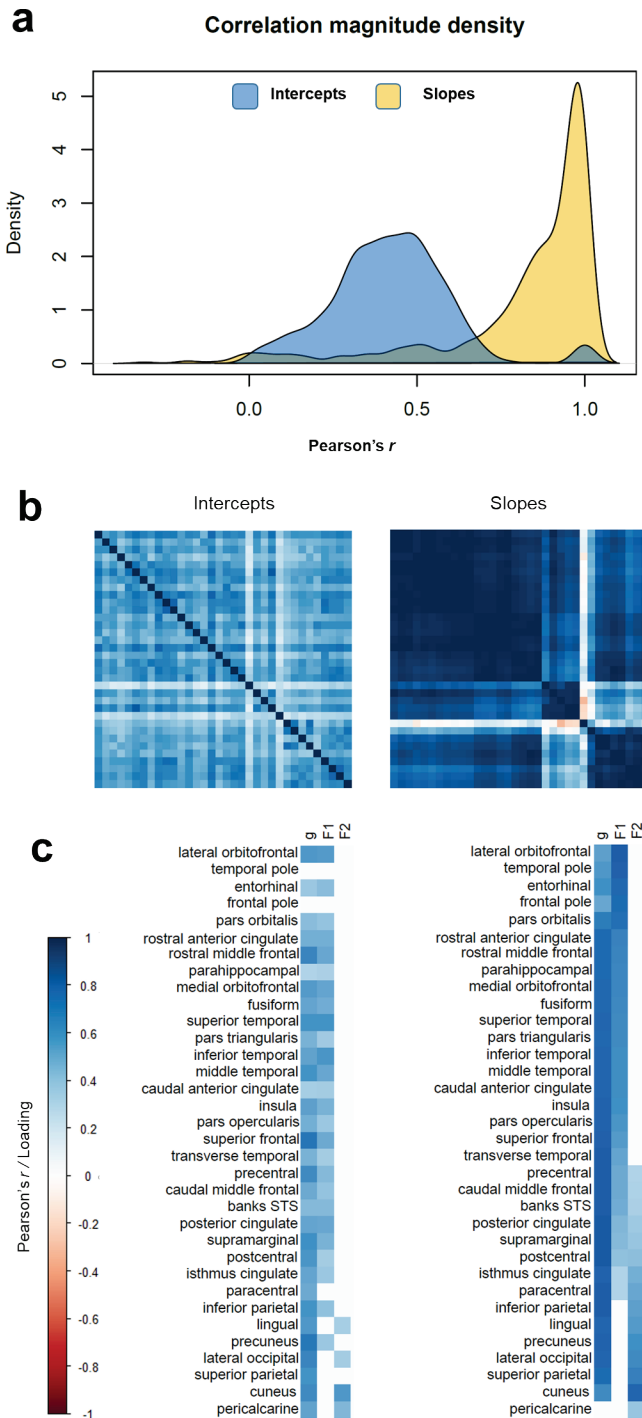 a
Correlation magnitude density
Intercepts
Slopes
5
4
3
2
1
0
Density
0.0
0.5
1.0
Pearson's r
b
Intercepts
Slopes
c
g
F1
F2
lateral orbitofrontal
temporal pole
entorhinal
frontal pole
pars orbitalis
rostral anterior cingulate
rostral middle frontal
parahippocampal
medial orbitofrontal
fusiform
superior temporal
pars triangularis
inferior temporal
middle temporal
caudal anterior cingulate
insula
pars opercularis
superior frontal
transverse temporal
precentral
caudal middle frontal
banks STS
posterior cingulate
supramarginal
postcentral
isthmus cingulate
paracentral
inferior parietal
lingual
precuneus
lateral occipital
superior parietal
cuneus
pericalcarine
g
F1
F2
lateral orbitofrontal
temporal pole
entorhinal
frontal pole
pars orbitalis
rostral anterior cingulate
rostral middle frontal
parahippocampal
medial orbitofrontal
fusiform
superior temporal
pars triangularis
inferior temporal
middle temporal
caudal anterior cingulate
insula
pars opercularis
superior frontal
transverse temporal
precentral
caudal middle frontal
banks STS
posterior cingulate
supramarginal
postcentral
isthmus cingulate
paracentral
inferior parietal
lingual
precuneus
lateral occipital
superior parietal
cuneus
pericalcarine
Pearson's r / Loading
1
0.8
0.6
0.4
0.2
0
-0.2
-0.4
-0.6
-0.8
-1